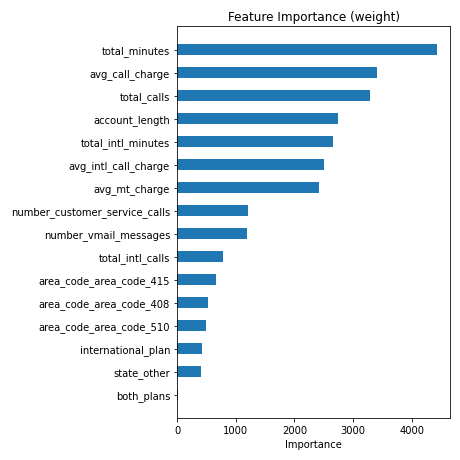 Feature Importance (weight)
total_minutes
avg_call_charge
total_calls
account_length
total_intl_minutes
avg_intl_call_charge
avg_mt_charge
number_customer_service_calls
number_vmail_messages
total_intl_calls
area_code_area_code_415
area_code_area_code_408
area_code_area_code_510
international_plan
state_other
both_plans
0 1000 2000 3000 4000
Importance